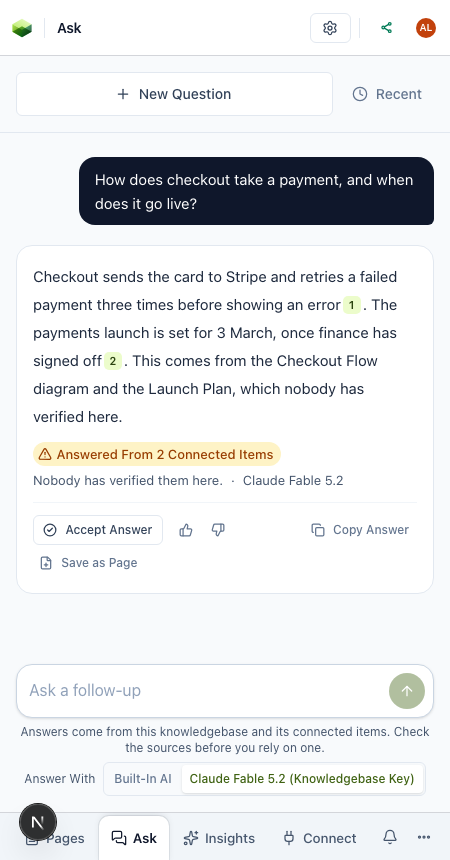 Ask
AL
New Question
Recent
How does checkout take a payment, and when
does it go live?
Checkout sends the card to Stripe and retries a failed
payment three times before showing an error 1 . The
payments launch is set for 3 March, once finance has
signed off 2 . This comes from the Checkout Flow
diagram and the Launch Plan, which nobody has
verified here.
Answered From 2 Connected Items
Nobody has verified them here. · Claude Fable 5.2
Accept Answer
Copy Answer
Save as Page
Ask a follow-up
Answers come from this knowledgebase and its connected items. Check
the sources before you rely on one.
Answer With Built-In AI Claude Fable 5.2 (Knowledgebase Key)
N Pages Ask Insights Connect